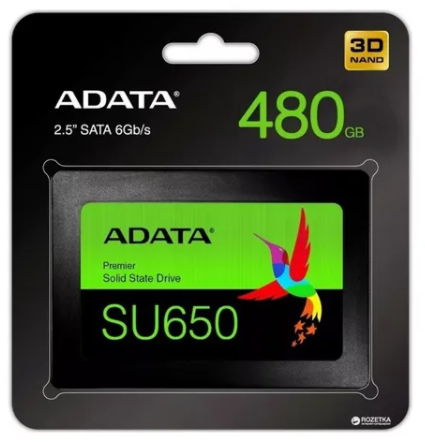 3D
NAND
ADATA®
480GB
2.5" SATA 6Gb/s
ADATA®
Premier
Solid State Drive
SU650
ROZETKA